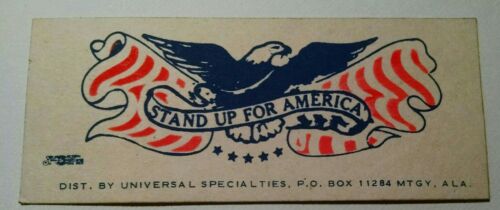 STAND UP FOR AMERICA
DIST. BY UNIVERSAL SPECIALTIES, P.O. BOX 11284 MTGY, ALA.